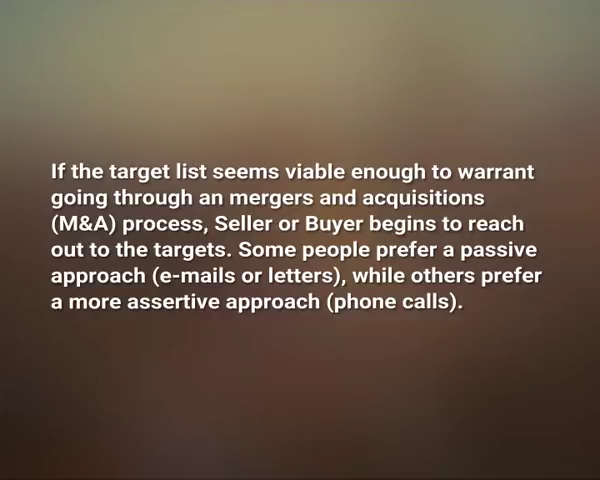 If the target list seems viable enough to warrant
going through an mergers and acquisitions
(M&A) process, Seller or Buyer begins to reach
out to the targets. Some people prefer a passive
approach (e-mails or letters), while others prefer
a more assertive approach (phone calls).